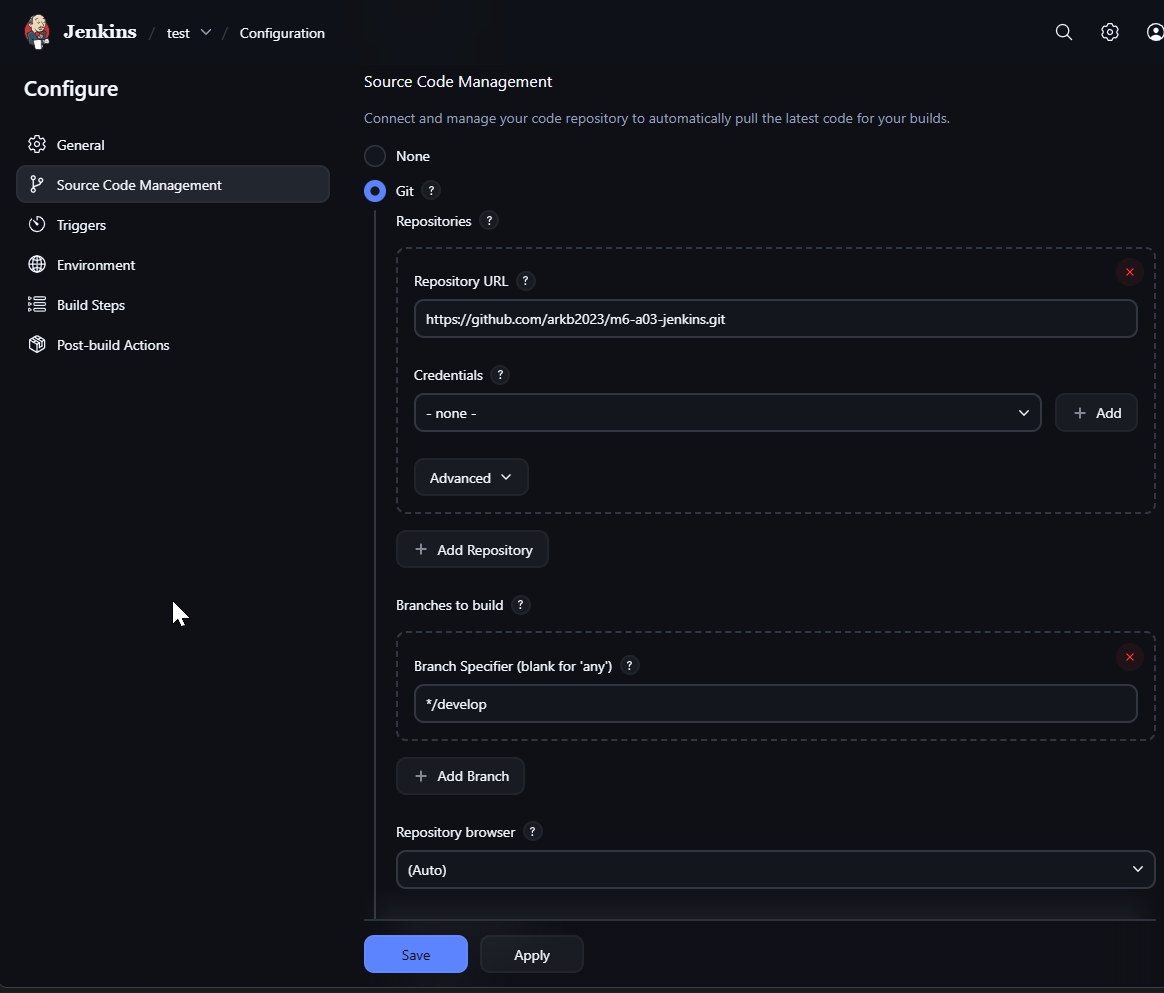 Jenkins / test / Configuration
Configure
General
Source Code Management
Triggers
Environment
Build Steps
Post-build Actions
Source Code Management
Connect and manage your code repository to automatically pull the latest code for your builds.
None
Git ?
Repositories ?
Repository URL ?
https://github.com/arkb2023/m6-a03-jenkins.git
Credentials ?
- none -
+ Add
Advanced
+ Add Repository
Branches to build ?
Branch Specifier (blank for 'any') ?
*/develop
+ Add Branch
Repository browser ?
(Auto)
Save
Apply